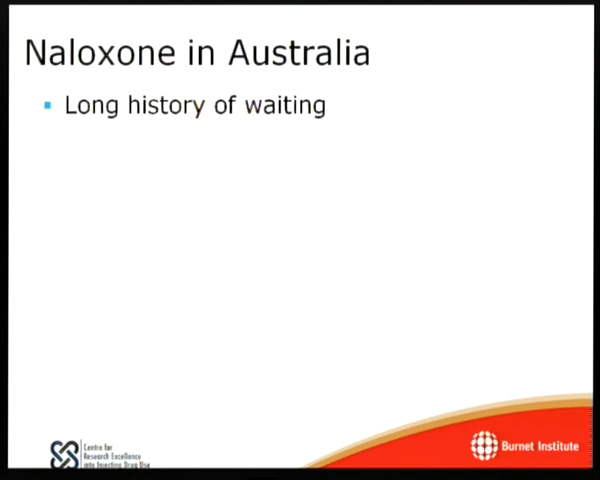 Naloxone in Australia
Long history of waiting
Centre for
Research Excellence
into Injecting Drug Use
Burnet Institute